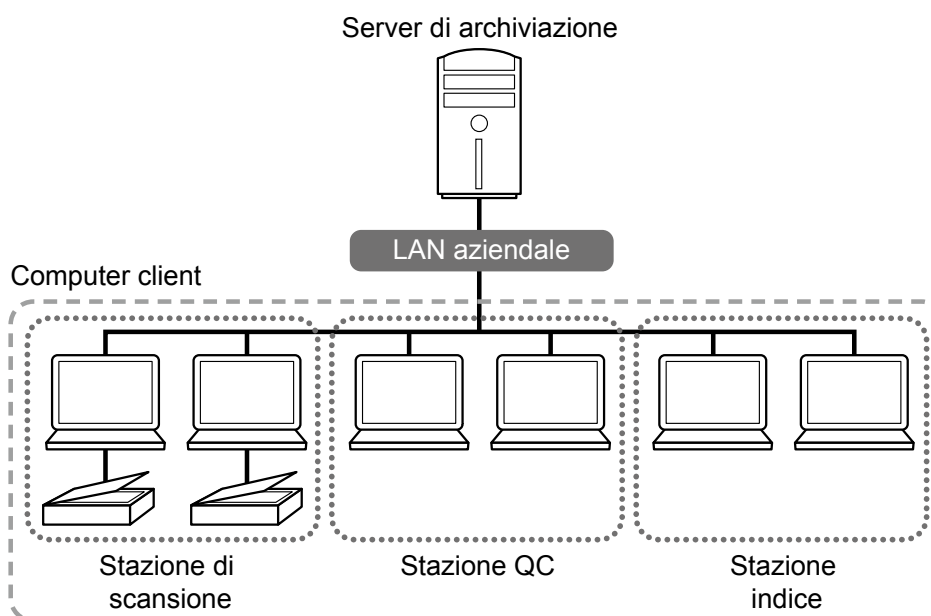 Server di archiviazione
LAN aziendale
Computer client
Stazione di
scansione
Stazione QC
Stazione
indice